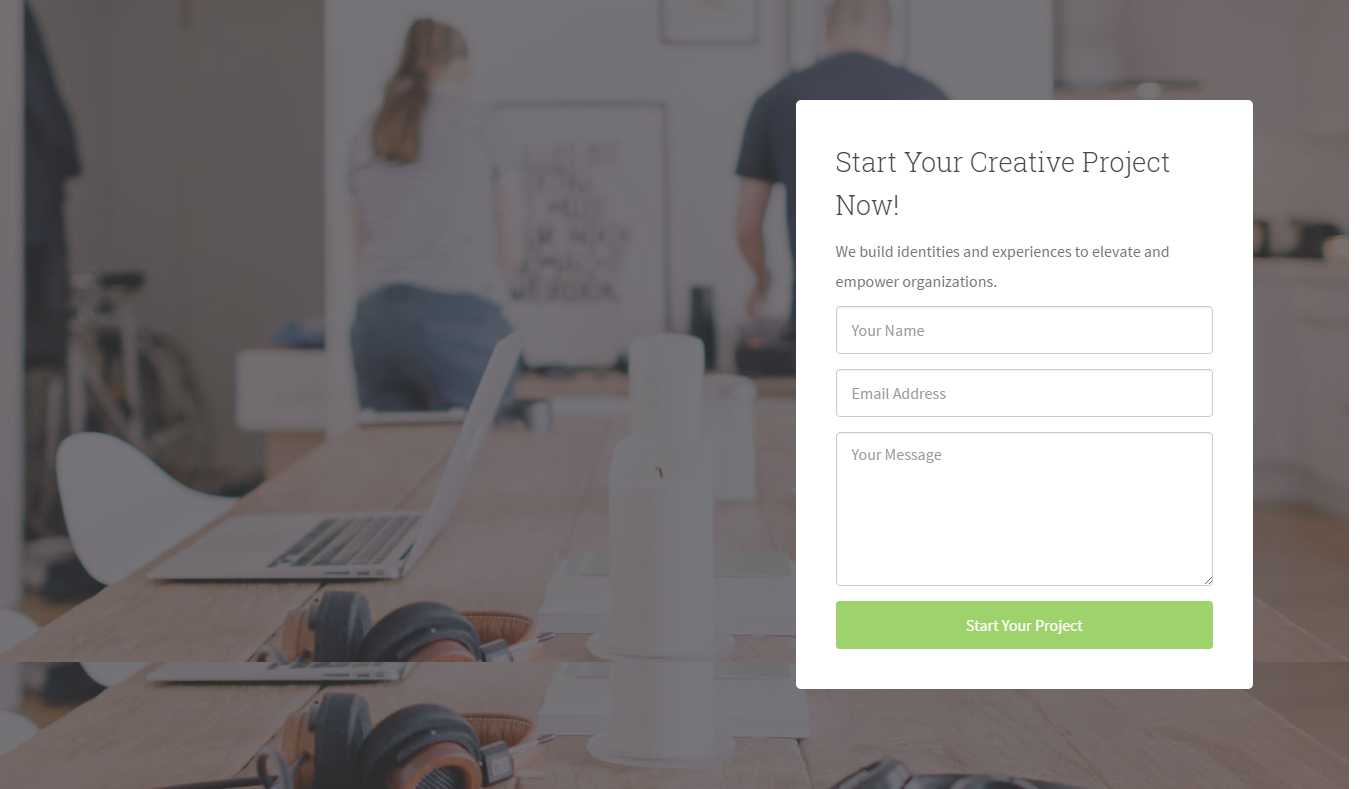 Start Your Creative Project
Now!
We build identities and experiences to elevate and
empower organizations.
Your Name
Email Address
Your Message
Start Your Project